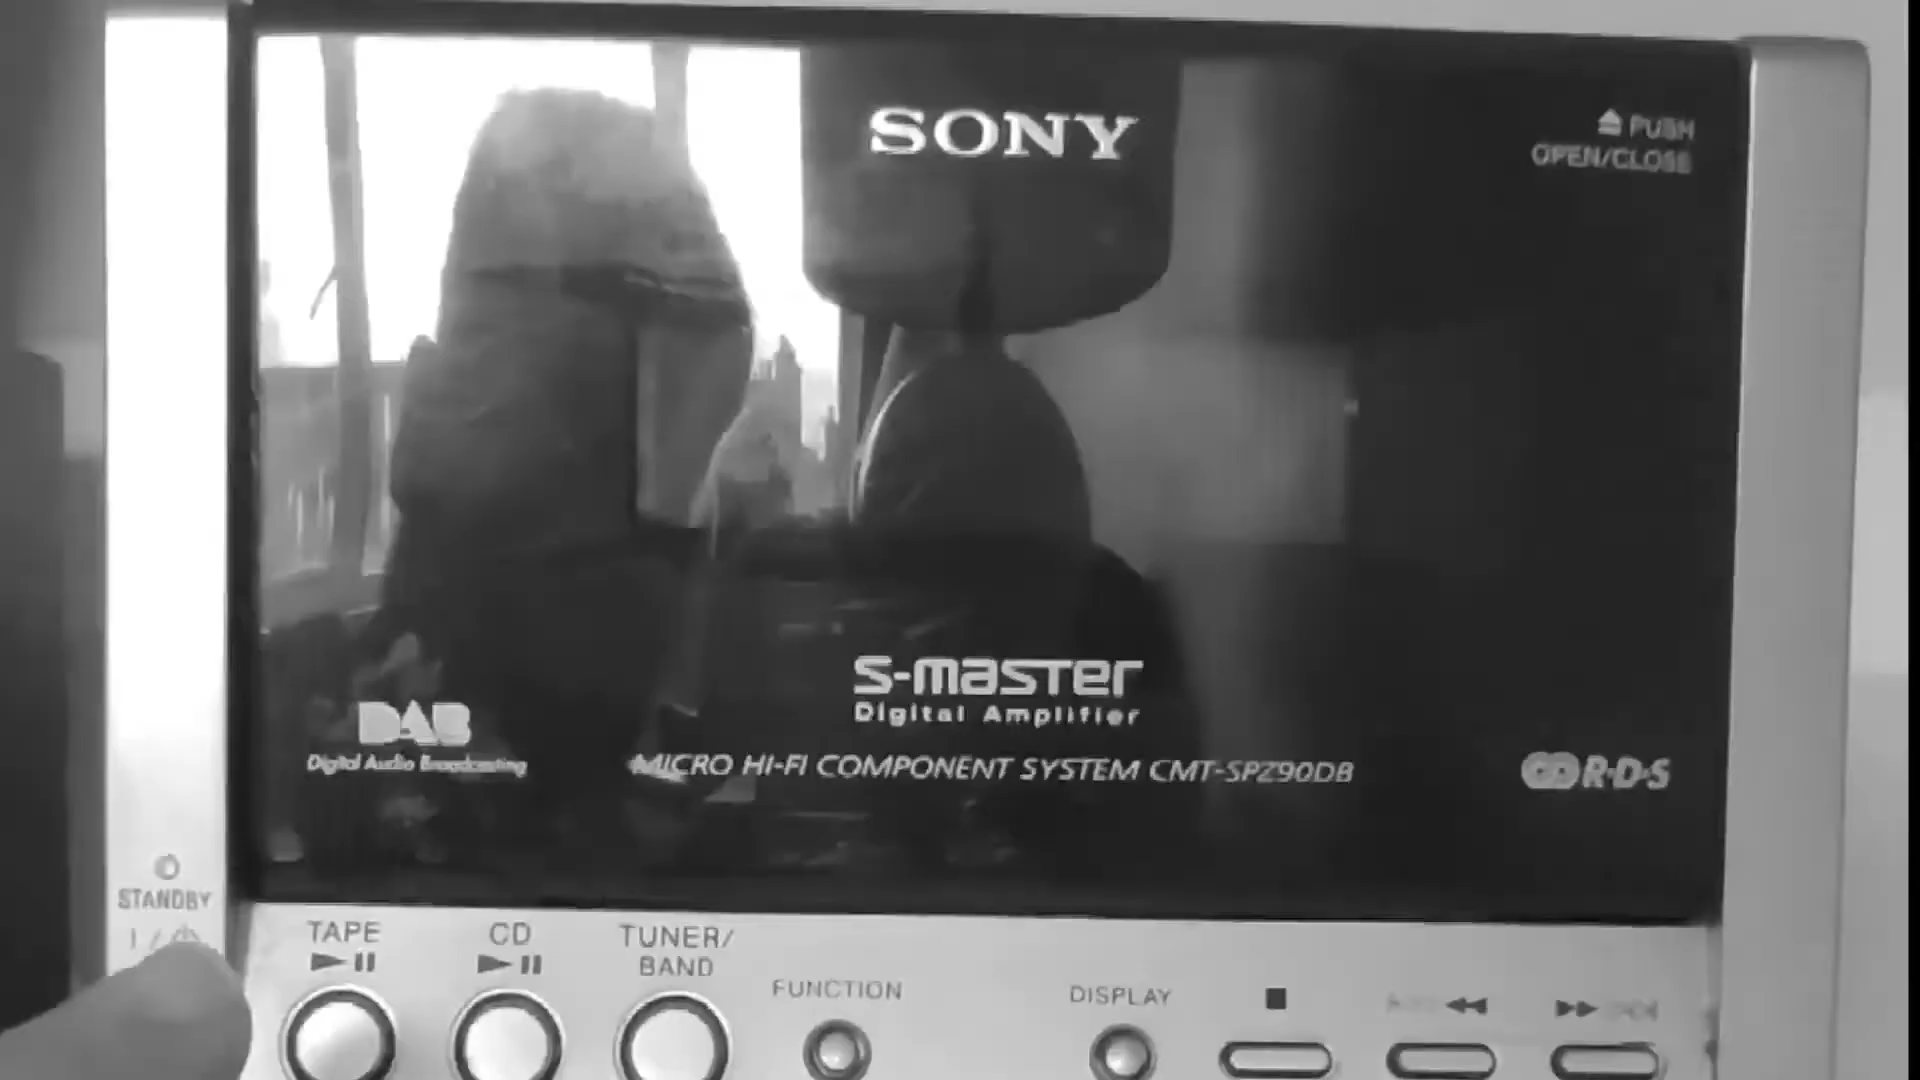 SONY
PUSH
OPEN/CLOSE
S-master
Digital Amplifier
DAB
Digital Audio Broadcasting
MICRO HI-FI COMPONENT SYSTEM CMT-SPZ90DB
R·D·S
STANDBY
I /
TAPE
CD
TUNER/
BAND
FUNCTION
DISPLAY